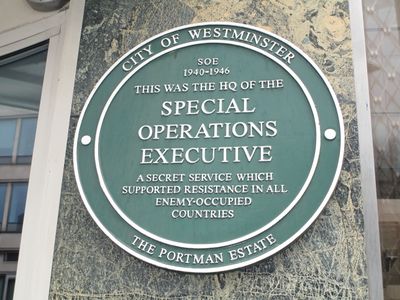 CITY OF WESTMINSTER
SOE
1940-1946
THIS WAS THE HQ OF THE
SPECIAL
OPERATIONS
EXECUTIVE
A SECRET SERVICE WHICH
SUPPORTED RESISTANCE IN ALL
ENEMY-OCCUPIED
COUNTRIES
THE PORTMAN ESTATE